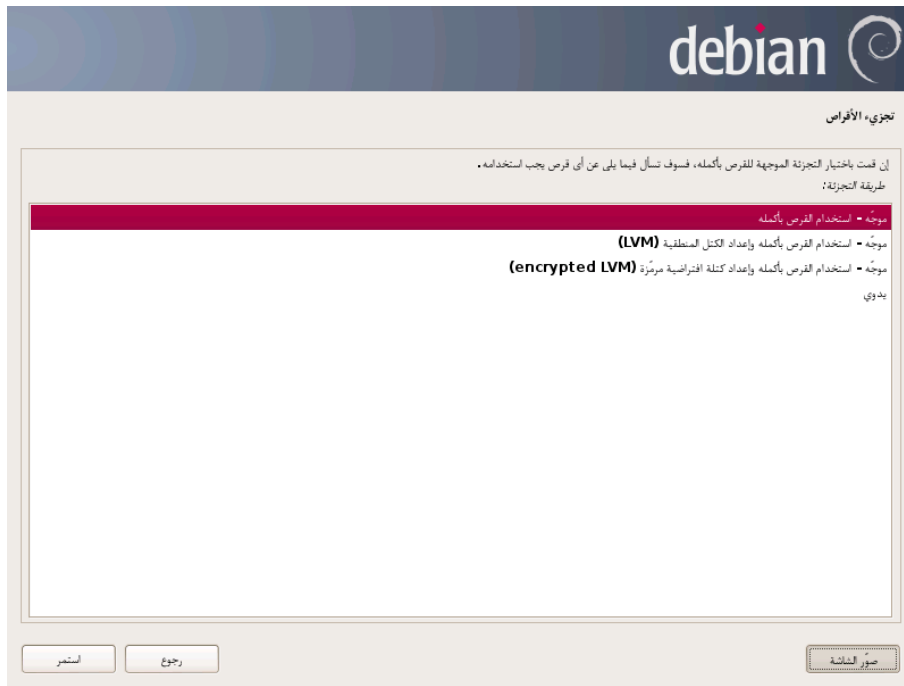 debian
تجزيء الأقراص
إن قمت باختيار التجزئة الموجهة للقرص بأكمله، فسوف تسأل فيما يلي عن أي قرص يجب استخدامه.
طريقة التجزئة:
موجّه - استخدام القرص بأكمله
موجّه - استخدام القرص بأكمله وإعداد الكتل المنطقية (LVM)
موجّه - استخدام القرص بأكمله وإعداد كتلة افتراضية مرمّزة (encrypted LVM)
يدوي
صوّر الشاشة
رجوع
استمر